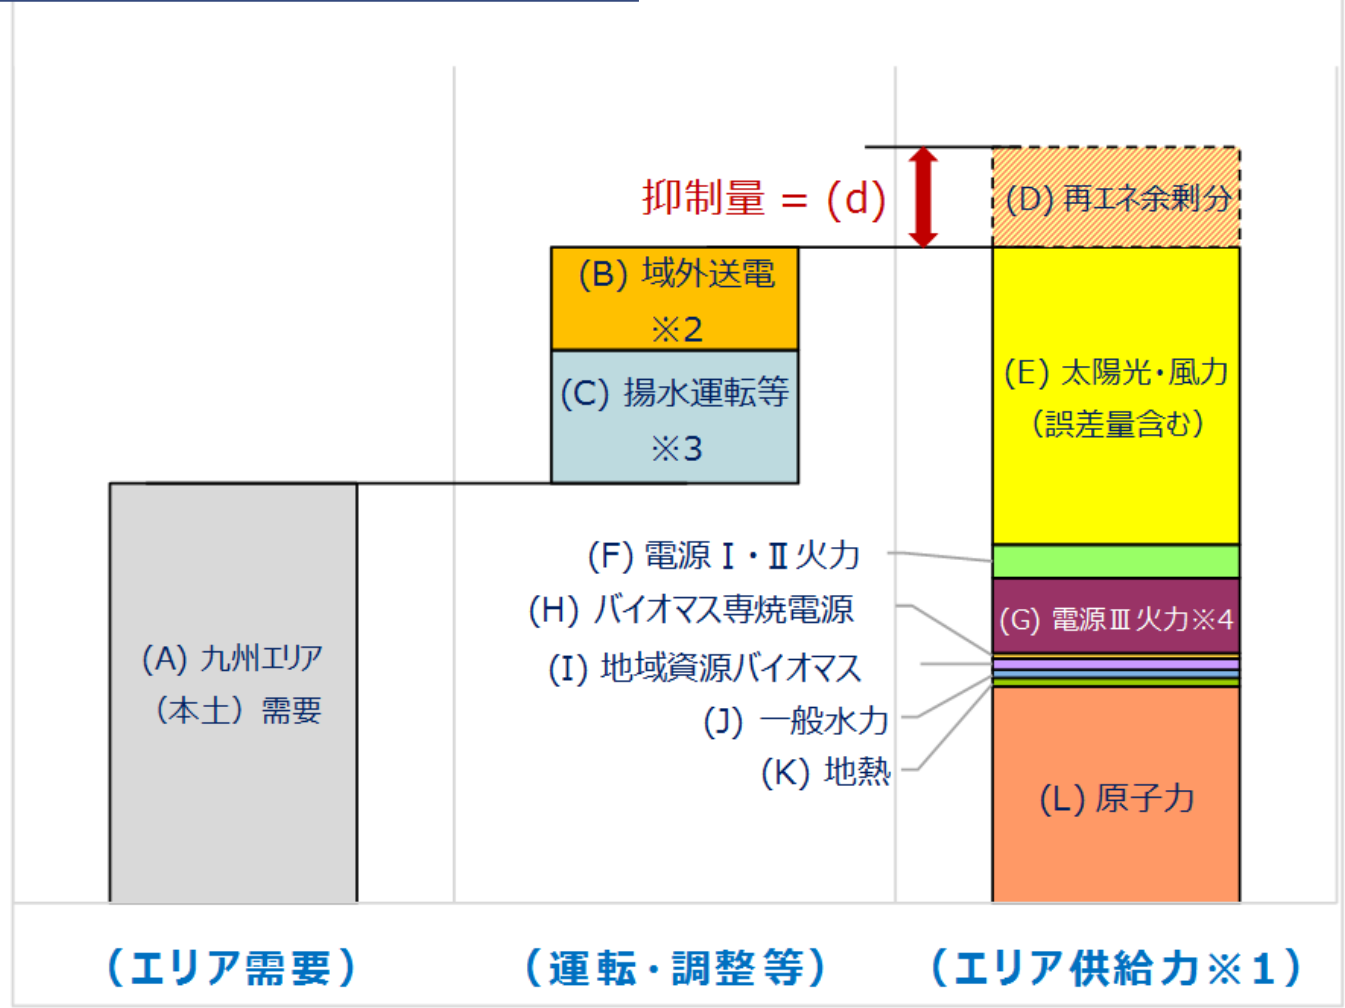 抑制量 = (d)
(D) 再エネ余剰分
(B) 域外送電
※2
(C) 揚水運転等
※3
(E) 太陽光・風力
（誤差量含む）
(F) 電源Ⅰ・Ⅱ火力
(H) バイオマス専焼電源
(G) 電源Ⅲ火力※4
(I) 地域資源バイオマス
(A) 九州エリア
（本土）需要
(J) 一般水力
(K) 地熱
(L) 原子力
（エリア需要）
（運転・調整等）
（エリア供給力※1）